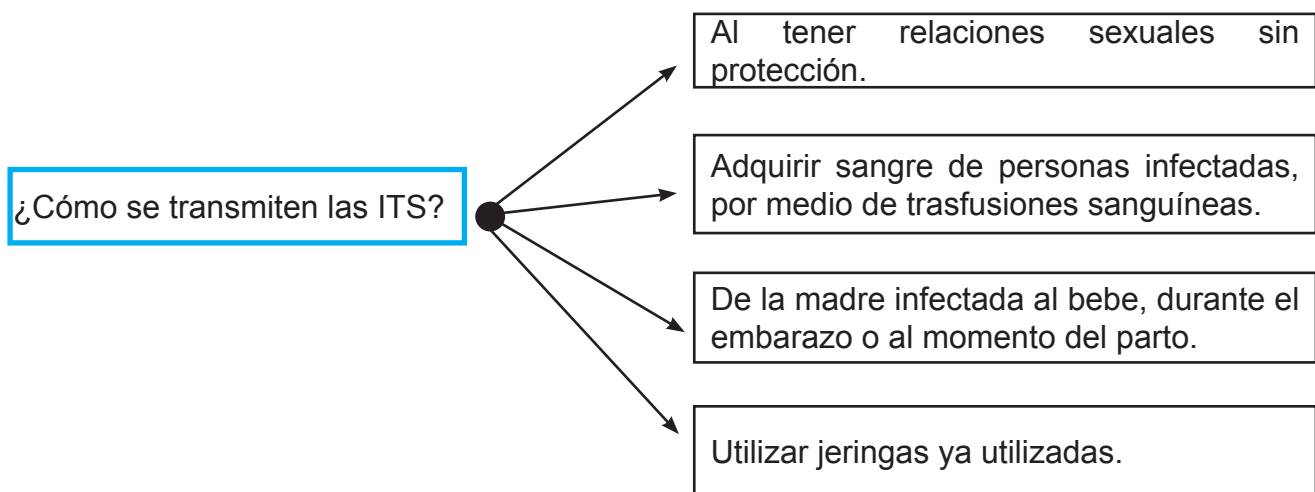 ¿Cómo se transmiten las ITS?
Al tener relaciones sexuales sin
protección.
Adquirir sangre de personas infectadas,
por medio de trasfusiones sanguíneas.
De la madre infectada al bebe, durante el
embarazo o al momento del parto.
Utilizar jeringas ya utilizadas.